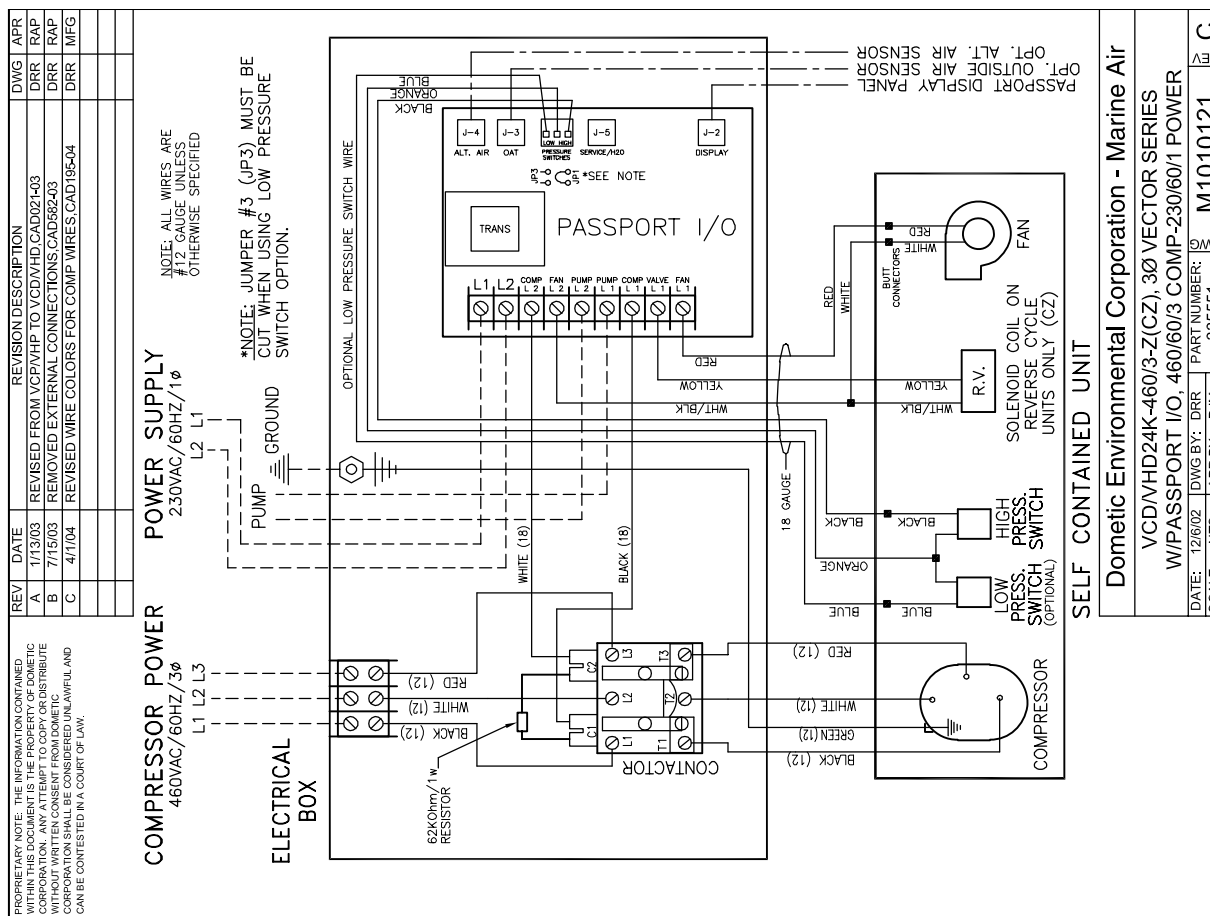 PROPRIETARY NOTE: THE INFORMATION CONTAINED
WITHIN THIS DOCUMENT IS THE PROPERTY OF DOMETIC
CORPORATION. ANY ATTEMPT TO COPY OR DISTRIBUTE
WITHOUT WRITTEN CONSENT FROM DOMETIC
CORPORATION SHALL BE CONSIDERED UNLAWFUL AND
CAN BE CONTESTED IN A COURT OF LAW.
REV DATE REVISION DESCRIPTION DWG APR
A 1/13/03 REVISED FROM VCP/VHP TO VCD/VHD,CAD021-03 DRR RAP
B 7/15/03 REMOVED EXTERNAL CONNECTIONS,CAD582-03 DRR RAP
C 4/1/04 REVISED WIRE COLORS FOR COMP WIRES,CAD195-04 DRR MFG
NOTE: ALL WIRES ARE
#12 GAUGE UNLESS
OTHERWISE SPECIFIED
COMPRESSOR POWER
460VAC/60HZ/3ø
L1 L2 L3
POWER SUPPLY
230VAC/60HZ/1ø
L2 L1
*NOTE: JUMPER #3 (JP3) MUST BE
CUT WHEN USING LOW PRESSURE
SWITCH OPTION.
PUMP
GROUND
ELECTRICAL
BOX
OPTIONAL LOW PRESSURE SWITCH WIRE
BLUE
ORANGE
BLACK
J-4
ALT. AIR
J-3
OAT
LOW HIGH
PRESSURE
SWITCHES
J-5
SERVICE/H2O
J-2
DISPLAY
JP3
JP1
*SEE NOTE
TRANS
PASSPORT I/O
L1
L2
COMP
L 2
FAN
L 2
PUMP
L 2
PUMP
L 1
COMP
L 1
VALVE
L 1
FAN
L 1
OPT. ALT. AIR SENSOR
OPT. OUTSIDE AIR SENSOR
PASSPORT DISPLAY PANEL
RED
YELLOW
WHT/BLK
RED
WHITE
BUTT
CONNECTORS
RED
WHITE
FAN
YELLOW
WHT/BLK
R.V.
SOLENOID COIL ON
REVERSE CYCLE
UNITS ONLY (CZ)
18 GAUGE
WHITE (18)
BLACK (18)
BLACK
BLACK
ORANGE
BLUE
BLUE
HIGH
PRESS.
SWITCH
LOW
PRESS.
SWITCH
(OPTIONAL)
RED (12)
WHITE (12)
BLACK (12)
62KOhm/1w
RESISTOR
C1
C2
L1
L2
L3
T1
T2
T3
CONTACTOR
RED (12)
WHITE (12)
GREEN(12)
BLACK (12)
COMPRESSOR
SELF CONTAINED UNIT
Dometic Environmental Corporation - Marine Air
VCD/VHD24K-460/3-Z(CZ), 3Ø VECTOR SERIES
W/PASSPORT I/O, 460/60/3 COMP-230/60/1 POWER
DATE: 12/6/02
DWG BY: DRR
PART NUMBER:
M1010121
C